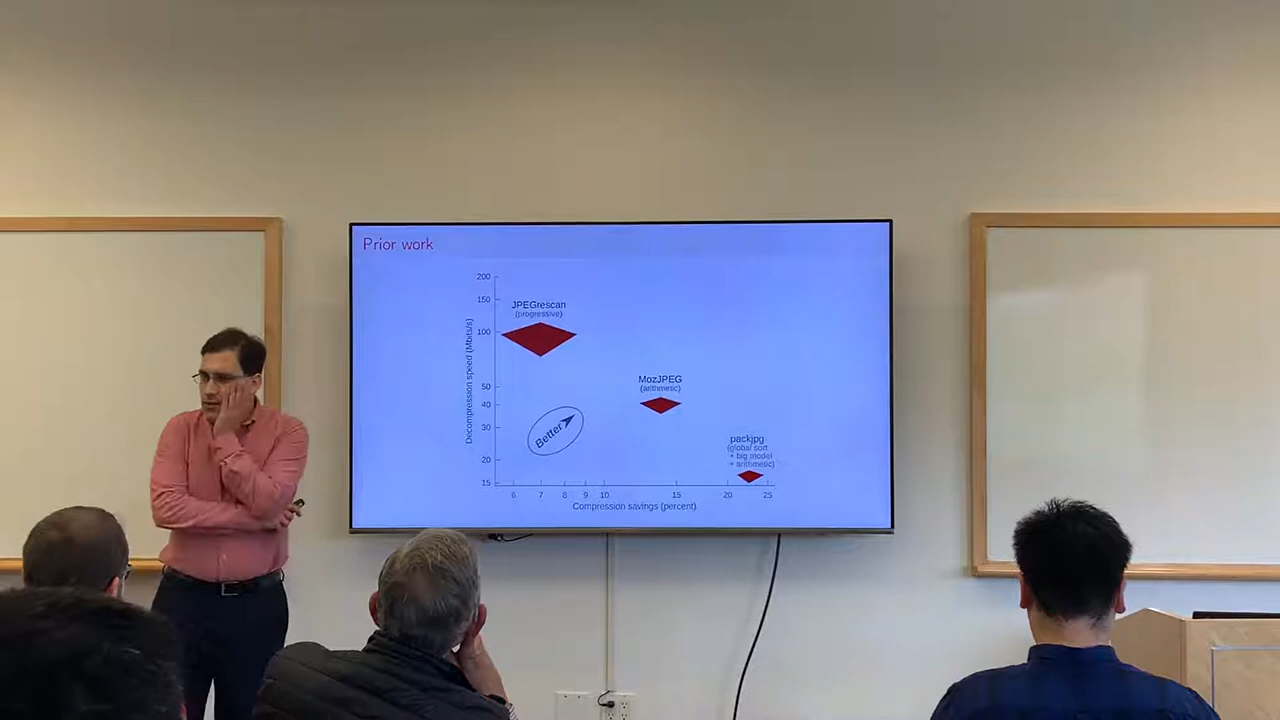 Prior work
200
150
100
50
40
30
20
15
Decompression speed (Mbits/s)
JPEGrescan
(progressive)
MozJPEG
(arithmetic)
packjpg
(global sort
+ big model
+ arithmetic)
Better
6 7 8 9 10 15 20 25
Compression savings (percent)